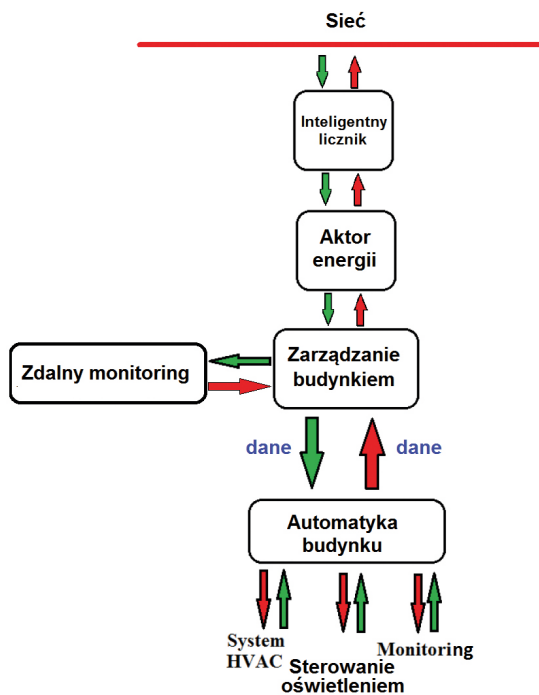 Sieć
Inteligentny
licznik
Aktor
energii
Zarządzanie
budynkiem
Zdalny monitoring
dane
dane
Automatyka
budynku
System
HVAC
Sterowanie
oświetleniem
Monitoring